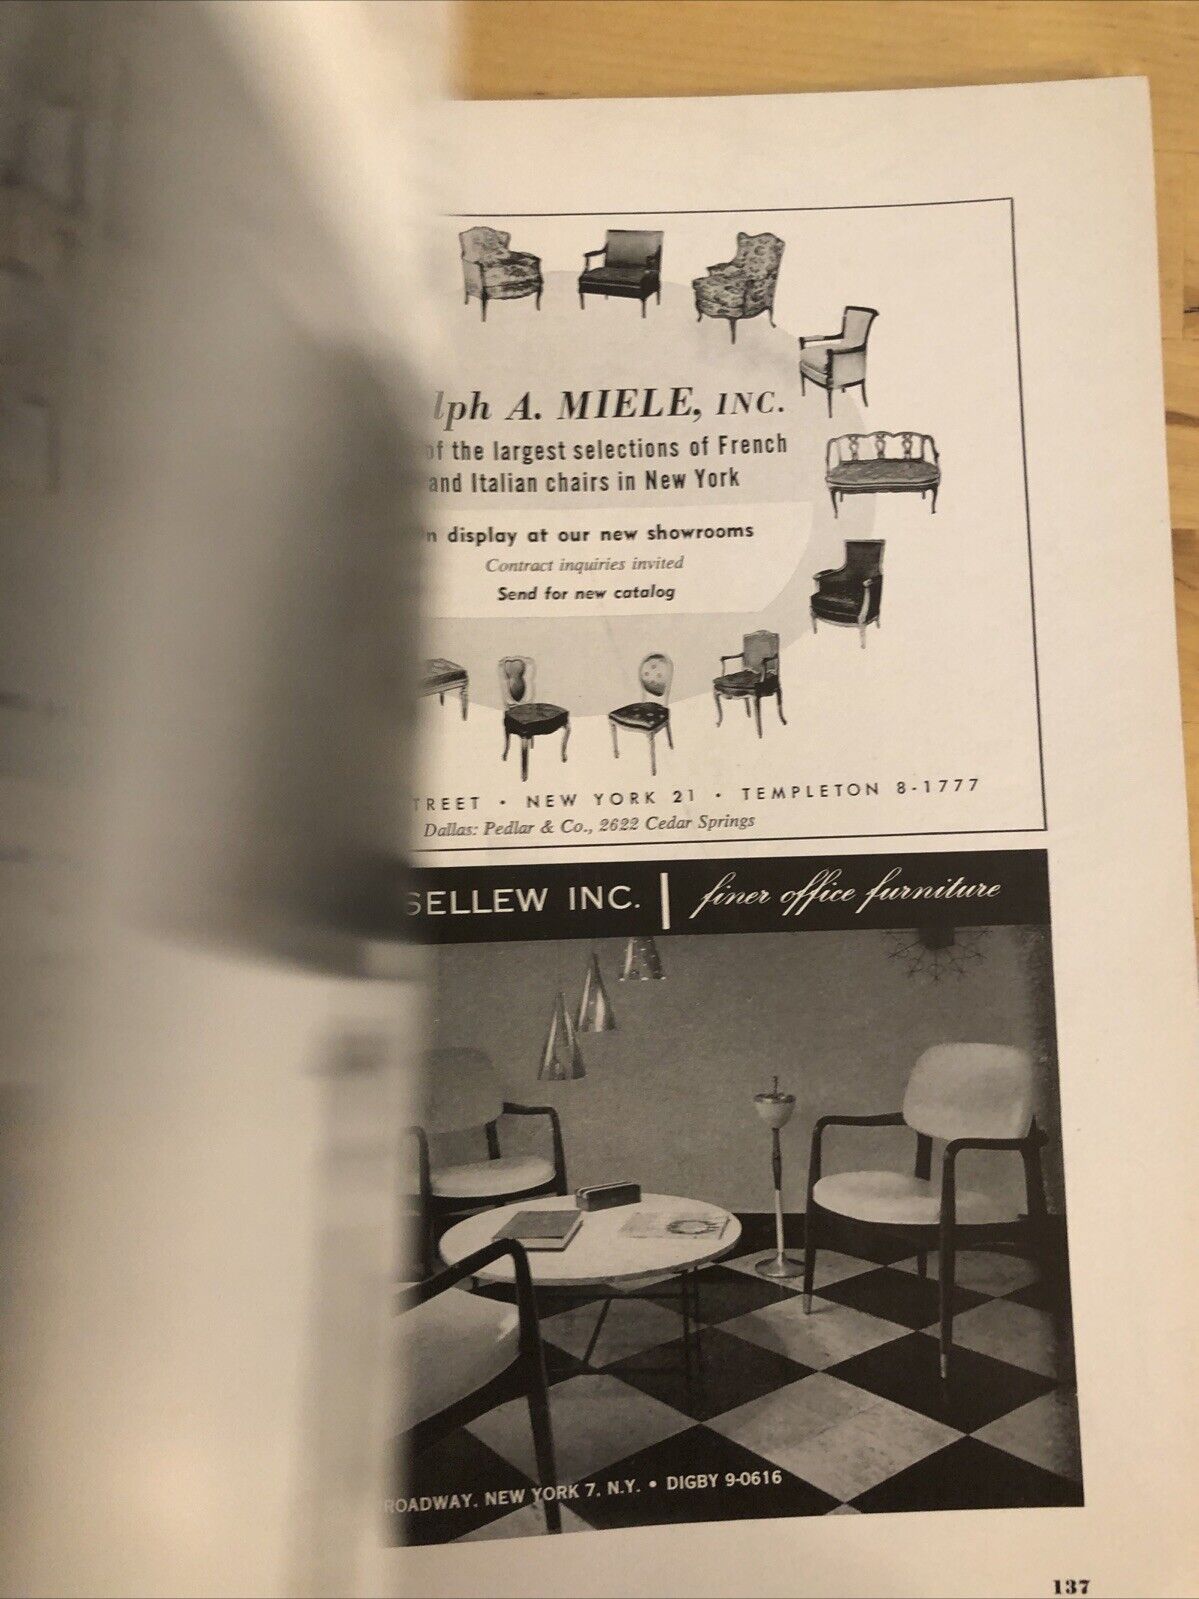 A. MIELE, INC.
of the largest selections of French
and Italian chairs in New York
display at our new showrooms
Contract inquiries invited
Send for new catalog
TREET • NEW YORK 21 • TEMPLETON 8-1777
Dallas: Pedlar & Co., 2622 Cedar Springs
SELLEW INC. | finer office furniture
ROADWAY, NEW YORK 7, N.Y. • DIGBY 9-0616
137